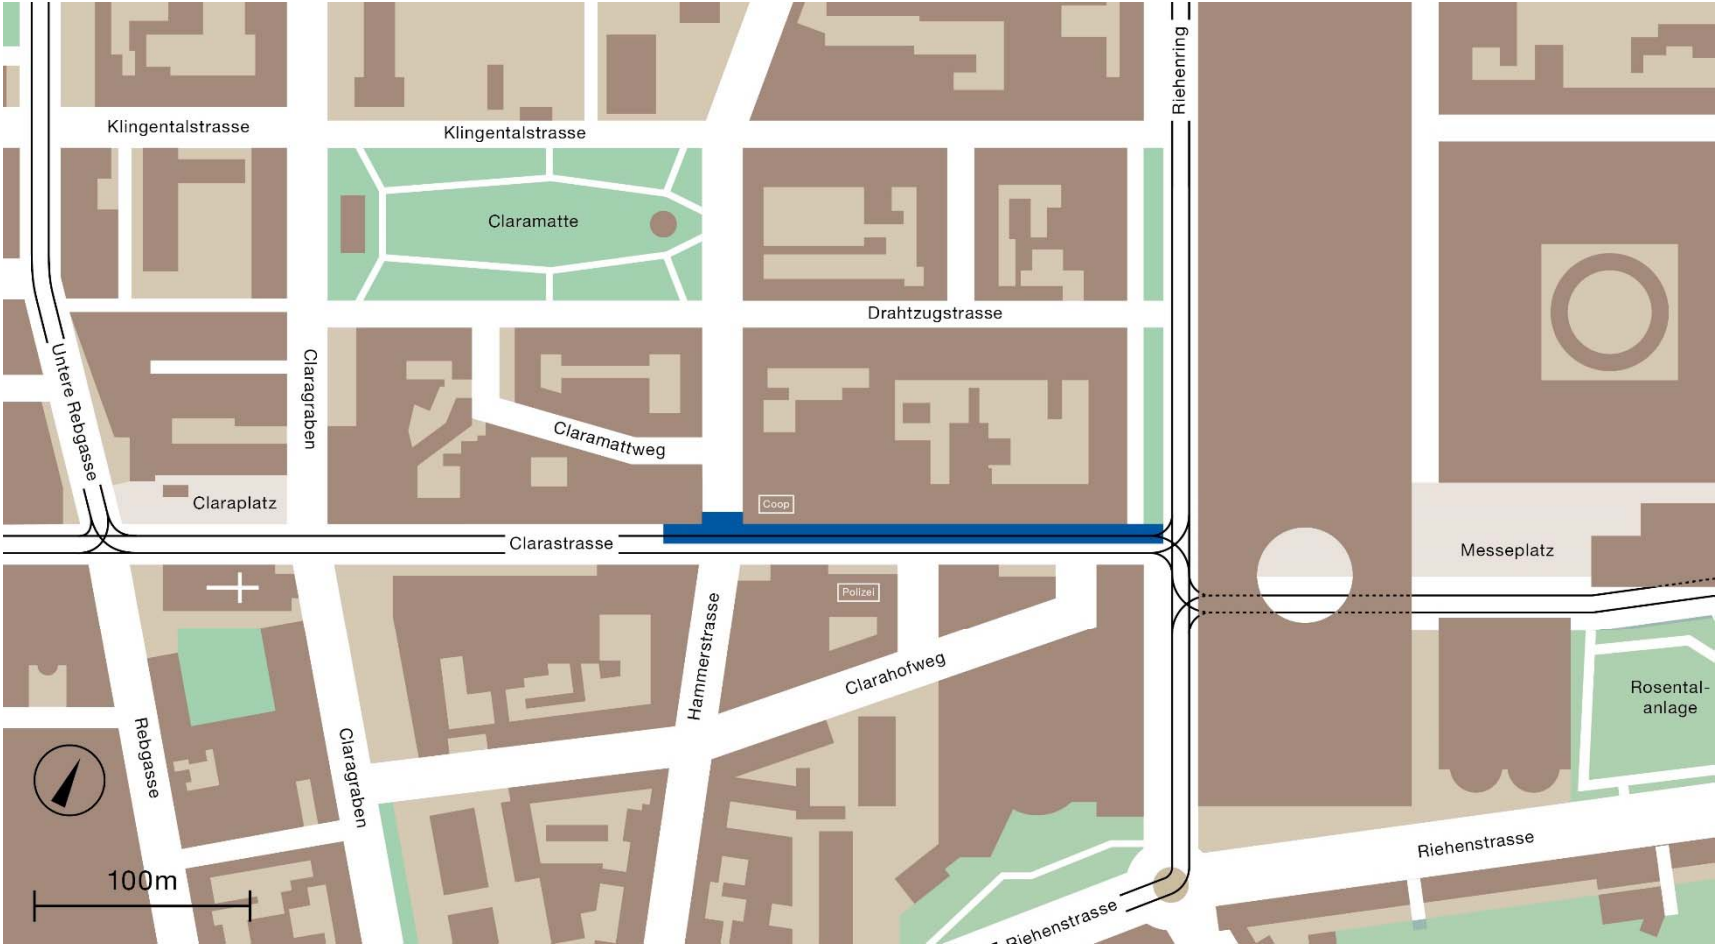 Riehenring
Klingentalstrasse
Klingentalstrasse
Claramatte
Drahtzugstrasse
Untere Rebgasse
Claragraben
Claramattweg
Claraplatz
Coop
Clarastrasse
Messeplatz
Polizei
Hammerstrasse
Clarahofweg
Rosental-
anlage
Rebgasse
Claragraben
Riehenstrasse
100m
Riehenstrasse